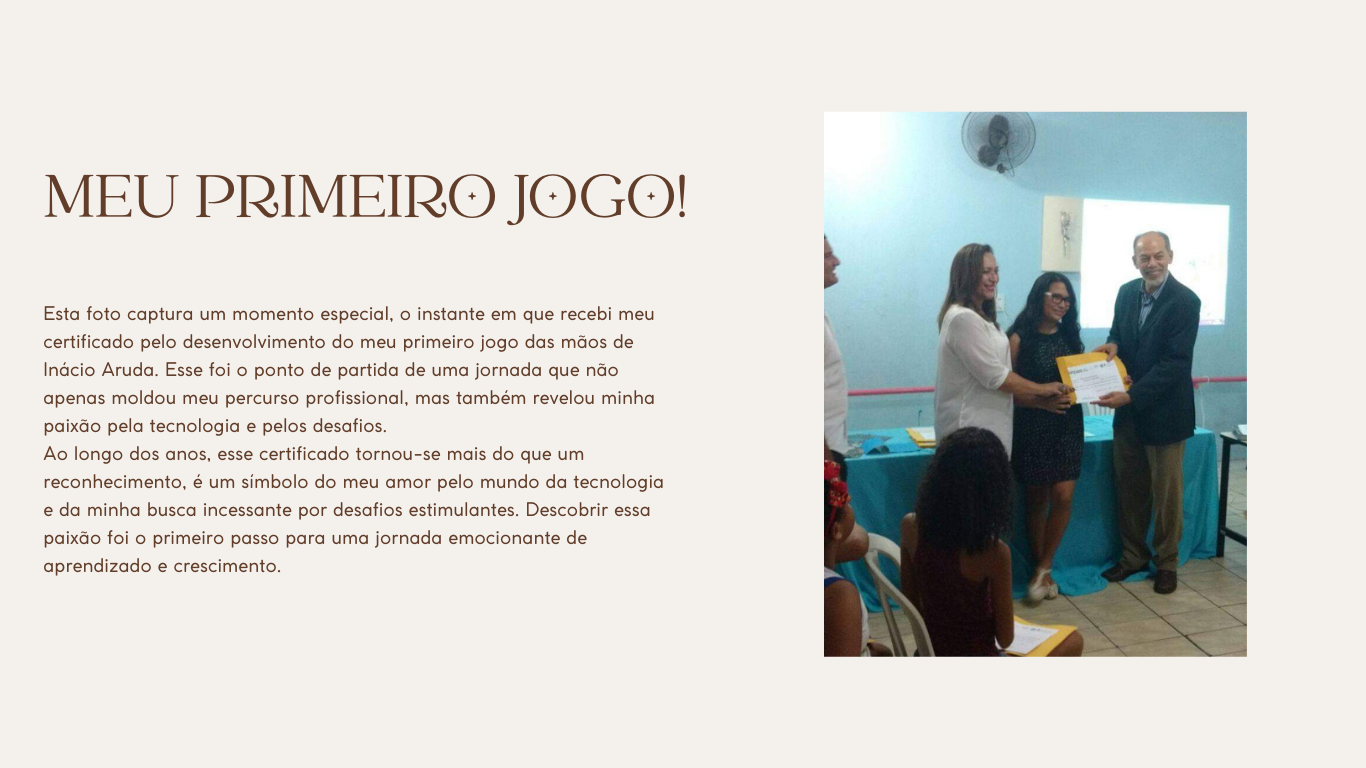 MEU PRIMEIRO JOGO!
Esta foto captura um momento especial, o instante em que recebi meu
certificado pelo desenvolvimento do meu primeiro jogo das mãos de
Inácio Aruda. Esse foi o ponto de partida de uma jornada que não
apenas moldou meu percurso profissional, mas também revelou minha
paixão pela tecnologia e pelos desafios.
Ao longo dos anos, esse certificado tornou-se mais do que um
reconhecimento, é um símbolo do meu amor pelo mundo da tecnologia
e da minha busca incessante por desafios estimulantes. Descobrir essa
paixão foi o primeiro passo para uma jornada emocionante de
aprendizado e crescimento.